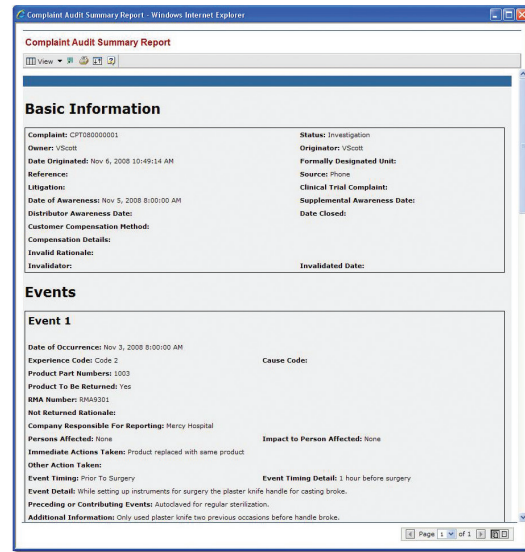 Complaint Audit Summary Report - Windows Internet Explorer
Complaint Audit Summary Report
View
Basic Information
Complaint: CPT080000001 Status: Investigation
Owner: VScott Originator: VScott
Date Originated: Nov 6, 2008 10:49:14 AM Formally Designated Unit:
Reference: Source: Phone
Litigation: Clinical Trial Complaint:
Date of Awareness: Nov 5, 2008 8:00:00 AM Supplemental Awareness Date:
Distributor Awareness Date: Date Closed:
Customer Compensation Method:
Compensation Details:
Invalid Rationale:
Invalidator: Invalidated Date:
Events
Event 1
Date of Occurrence: Nov 3, 2008 8:00:00 AM
Experience Code: Code 2 Cause Code:
Product Part Numbers: 1003
Product To Be Returned: Yes
RMA Number: RMA9301
Not Returned Rationale:
Company Responsible For Reporting: Mercy Hospital
Persons Affected: None Impact to Person Affected: None
Immediate Actions Taken: Product replaced with same product
Other Action Taken:
Event Timing: Prior To Surgery Event Timing Detail: 1 hour before surgery
Event Detail: While setting up instruments for surgery the plaster knife handle for casting broke.
Preceding or Contributing Events: Autoclaved for regular sterilization.
Additional Information: Only used plaster knife two previous occasions before handle broke.
Page 1 of 1